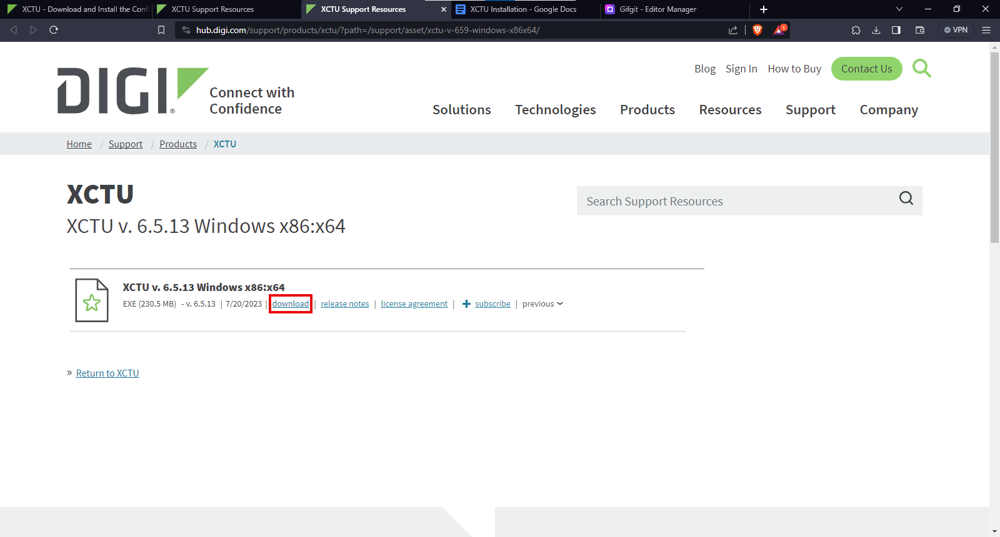 XCTU - Download and Install the Conf
XCTU Support Resources
XCTU Support Resources
XCTU Installation - Google Docs
Gifgit - Editor Manager
hub.digi.com/support/products/xctu/?path=/support/asset/xctu-v-659-windows-x86x64/
1
VPN
DIGI®
Connect with
Confidence
Blog Sign In How to Buy Contact Us
Solutions Technologies Products Resources Support Company
Home / Support / Products / XCTU
XCTU
Search Support Resources
XCTU v. 6.5.13 Windows x86:x64
XCTU v. 6.5.13 Windows x86:x64
EXE (230.5 MB) - v. 6.5.13 | 7/20/2023 | download | release notes | license agreement | + subscribe | previous
» Return to XCTU